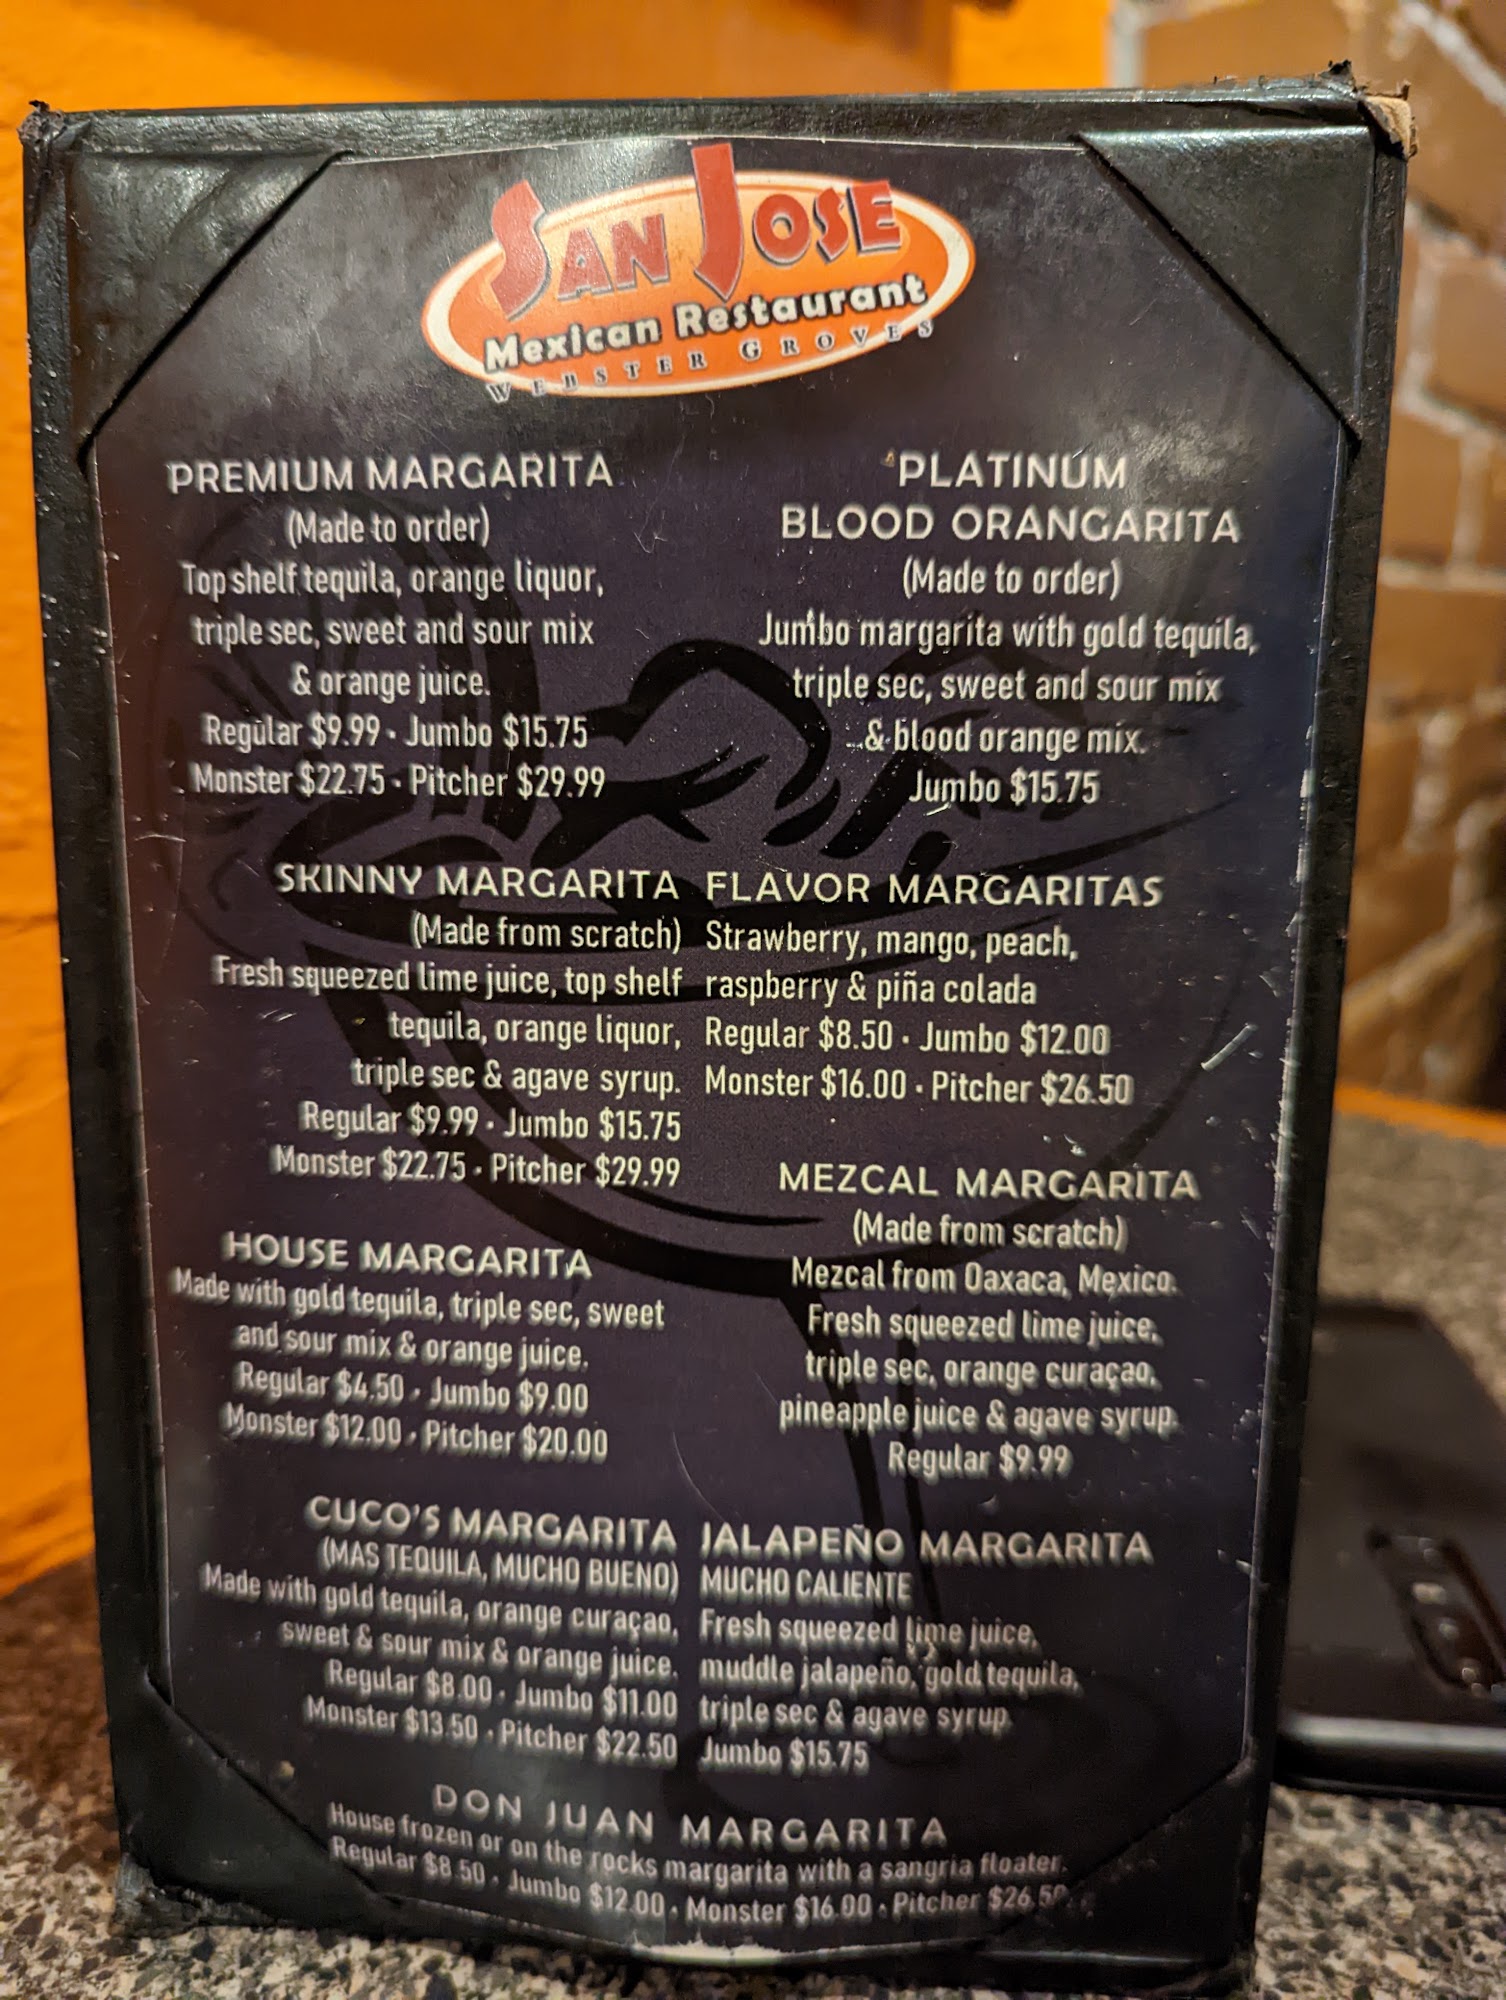 SAN JOSE
Mexican Restaurant
WEBSTER GROVES
PREMIUM MARGARITA
(Made to order)
Top shelf tequila, orange liquor,
triple sec, sweet and sour mix
& orange juice.
Regular $9.99 · Jumbo $15.75
Monster $22.75 · Pitcher $29.99
PLATINUM
BLOOD ORANGARITA
(Made to order)
Jumbo margarita with gold tequila,
triple sec, sweet and sour mix
& blood orange mix.
Jumbo $15.75
SKINNY MARGARITA
(Made from scratch)
Fresh squeezed lime juice, top shelf
tequila, orange liquor,
triple sec & agave syrup.
Regular $9.99 · Jumbo $15.75
Monster $22.75 · Pitcher $29.99
FLAVOR MARGARITAS
Strawberry, mango, peach,
raspberry & piña colada
Regular $8.50 · Jumbo $12.00
Monster $16.00 · Pitcher $26.50
HOUSE MARGARITA
Made with gold tequila, triple sec, sweet
and sour mix & orange juice.
Regular $4.50 · Jumbo $9.00
Monster $12.00 · Pitcher $20.00
MEZCAL MARGARITA
(Made from scratch)
Mezcal from Oaxaca, Mexico.
Fresh squeezed lime juice,
triple sec, orange curaçao,
pineapple juice & agave syrup.
Regular $9.99
CUCO'S MARGARITA
(MAS TEQUILA, MUCHO BUENO)
Made with gold tequila, orange curaçao,
sweet & sour mix & orange juice.
Regular $8.00 · Jumbo $11.00
Monster $13.50 · Pitcher $22.50
JALAPEÑO MARGARITA
MUCHO CALIENTE
Fresh squeezed lime juice,
muddle jalapeño, gold tequila,
triple sec & agave syrup.
Jumbo $15.75
DON JUAN MARGARITA
House frozen or on the rocks margarita with a sangria floater.
Regular $8.50 · Jumbo $12.00 · Monster $16.00 · Pitcher $26.50